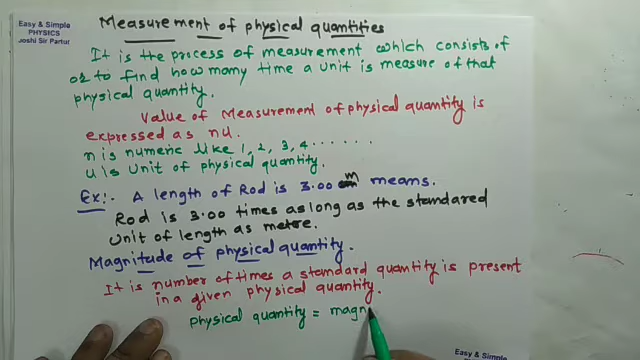 Easy & Simple
PHYSICS
Joshi Sir Partur
Measurement of physical quantities
It is the process of measurement which consists of
or to find how many time a unit is measure of that
physical quantity.
Value of Measurement of physical quantity is
expressed as nu.
n is numeric like 1, 2, 3, 4 ......
u is Unit of physical quantity.
Ex:- A length of Rod is 3.00 m means.
Rod is 3.00 times as long as the standared
unit of length as metre.
Magnitude of physical quantity.
It is number of times a standard quantity is present
in a given physical quantity.
physical quantity = magn
Easy & Simple